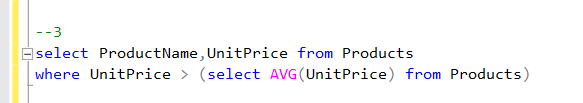 --3
select ProductName,UnitPrice from Products
where UnitPrice > (select AVG(UnitPrice) from Products)